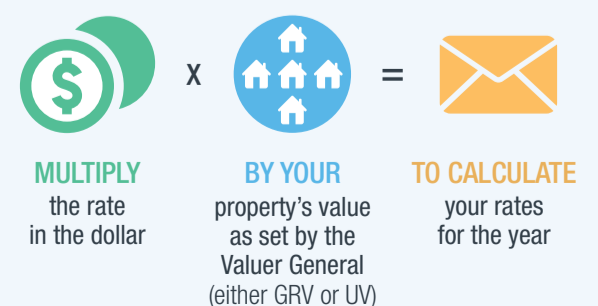 $
x
=
MULTIPLY
the rate
in the dollar
BY YOUR
property's value
as set by the
Valuer General
(either GRV or UV)
TO CALCULATE
your rates
for the year